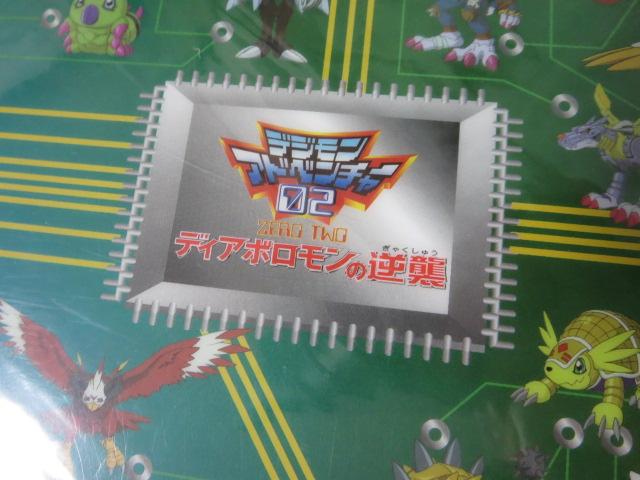 デジモン
アドベンチャー
02
ZERO TWO
ぎゃくしゅう
ディアボロモンの逆襲